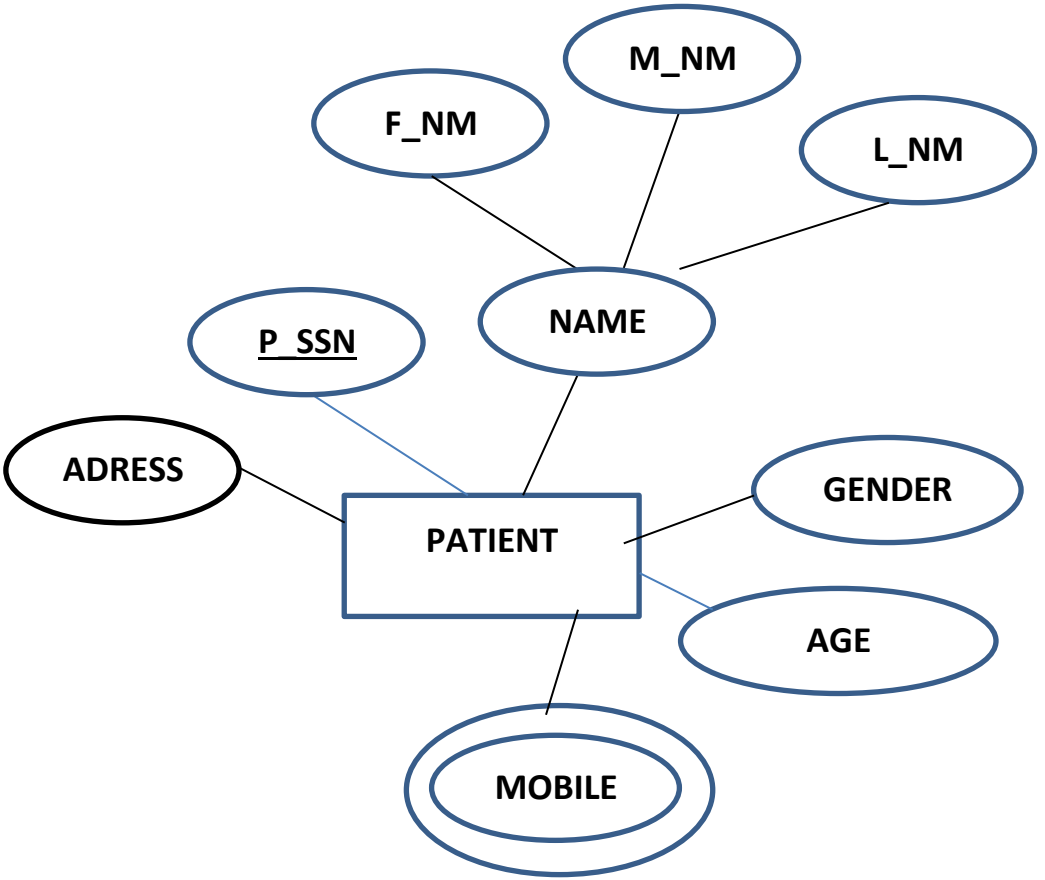 M_NM
F_NM
L_NM
NAME
P_SSN
ADRESS
GENDER
PATIENT
AGE
MOBILE